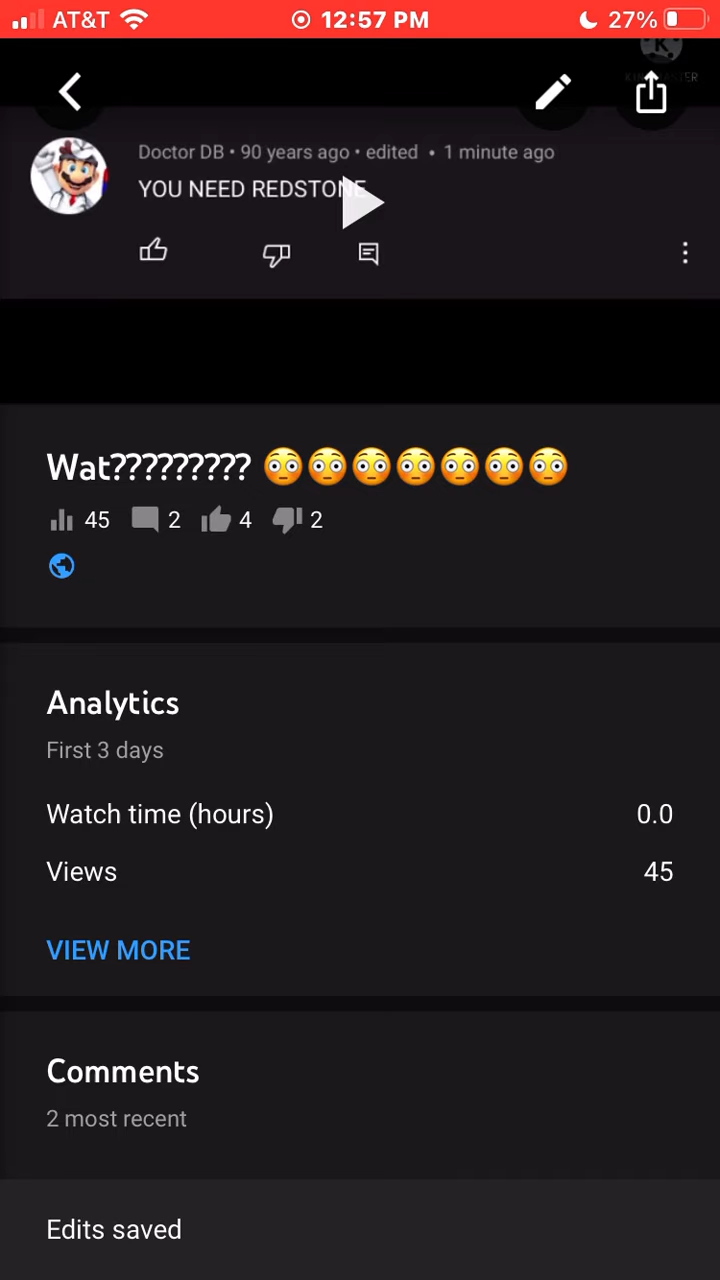 AT&T 12:57 PM 27%
K
KINEMASTER
Doctor DB • 90 years ago • edited • 1 minute ago
YOU NEED REDSTONE
Wat????????? 😳😳😳😳😳😳😳
45 2 4 2
Analytics
First 3 days
Watch time (hours) 0.0
Views 45
VIEW MORE
Comments
2 most recent
Edits saved